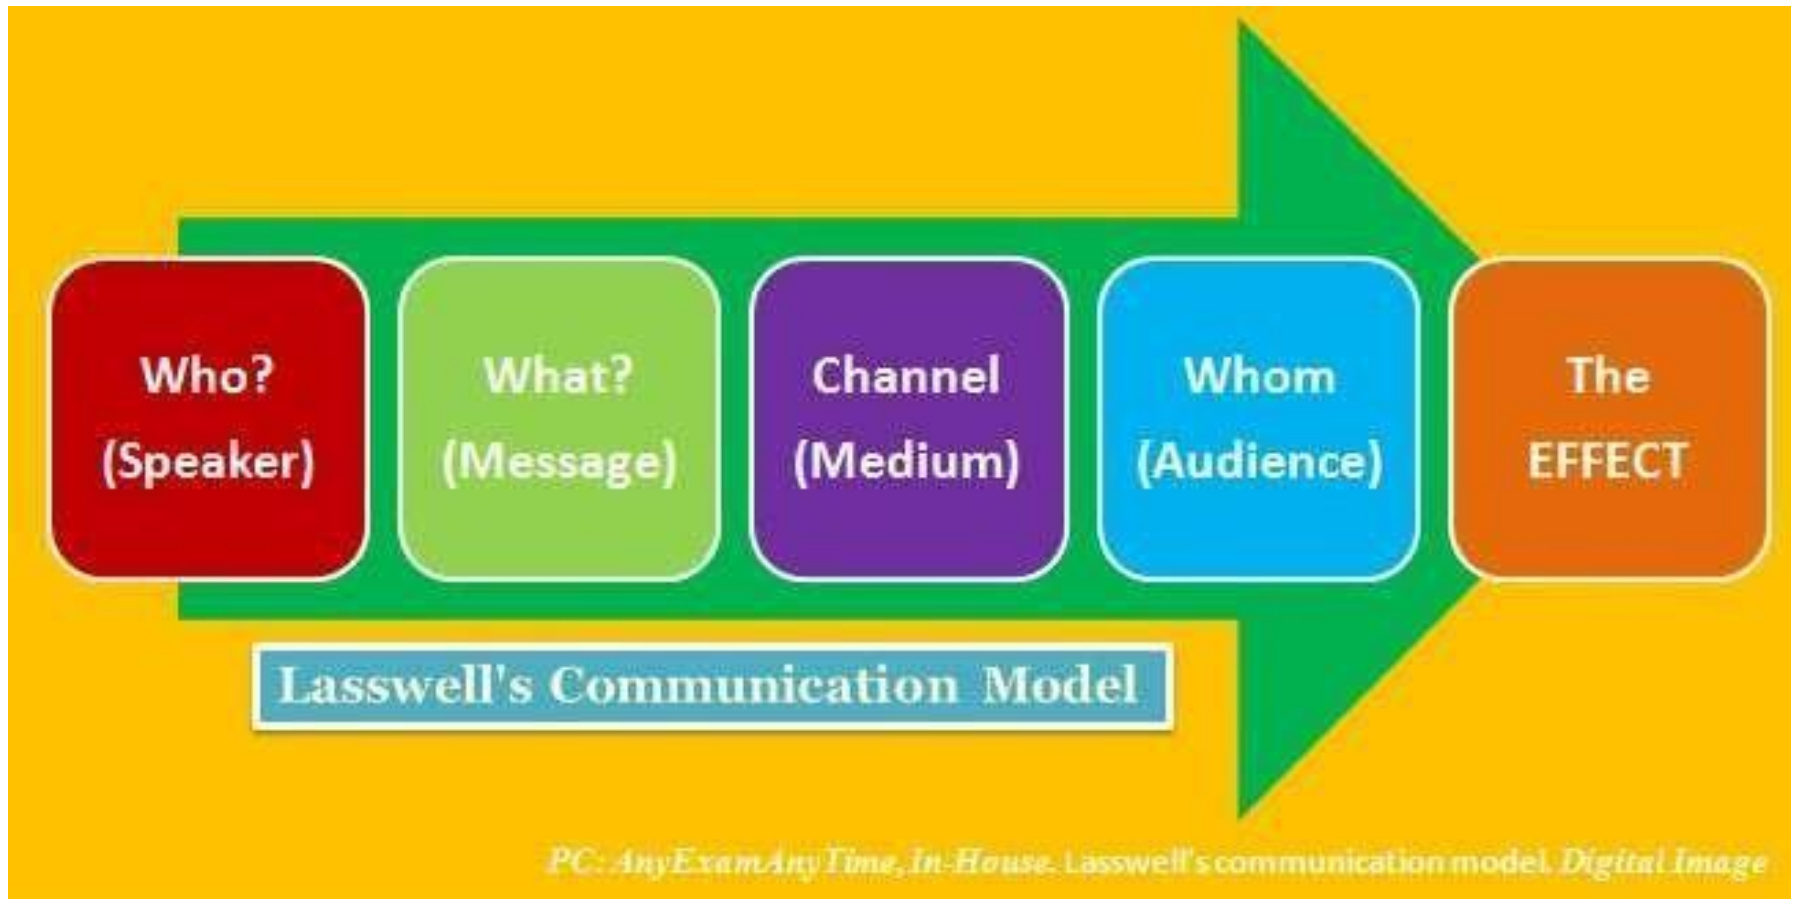 Who?
(Speaker)
What?
(Message)
Channel
(Medium)
Whom
(Audience)
The
EFFECT
Lasswell's Communication Model
PC: AnyExamAnyTime, In-House. Lasswell's communication model. Digital Image